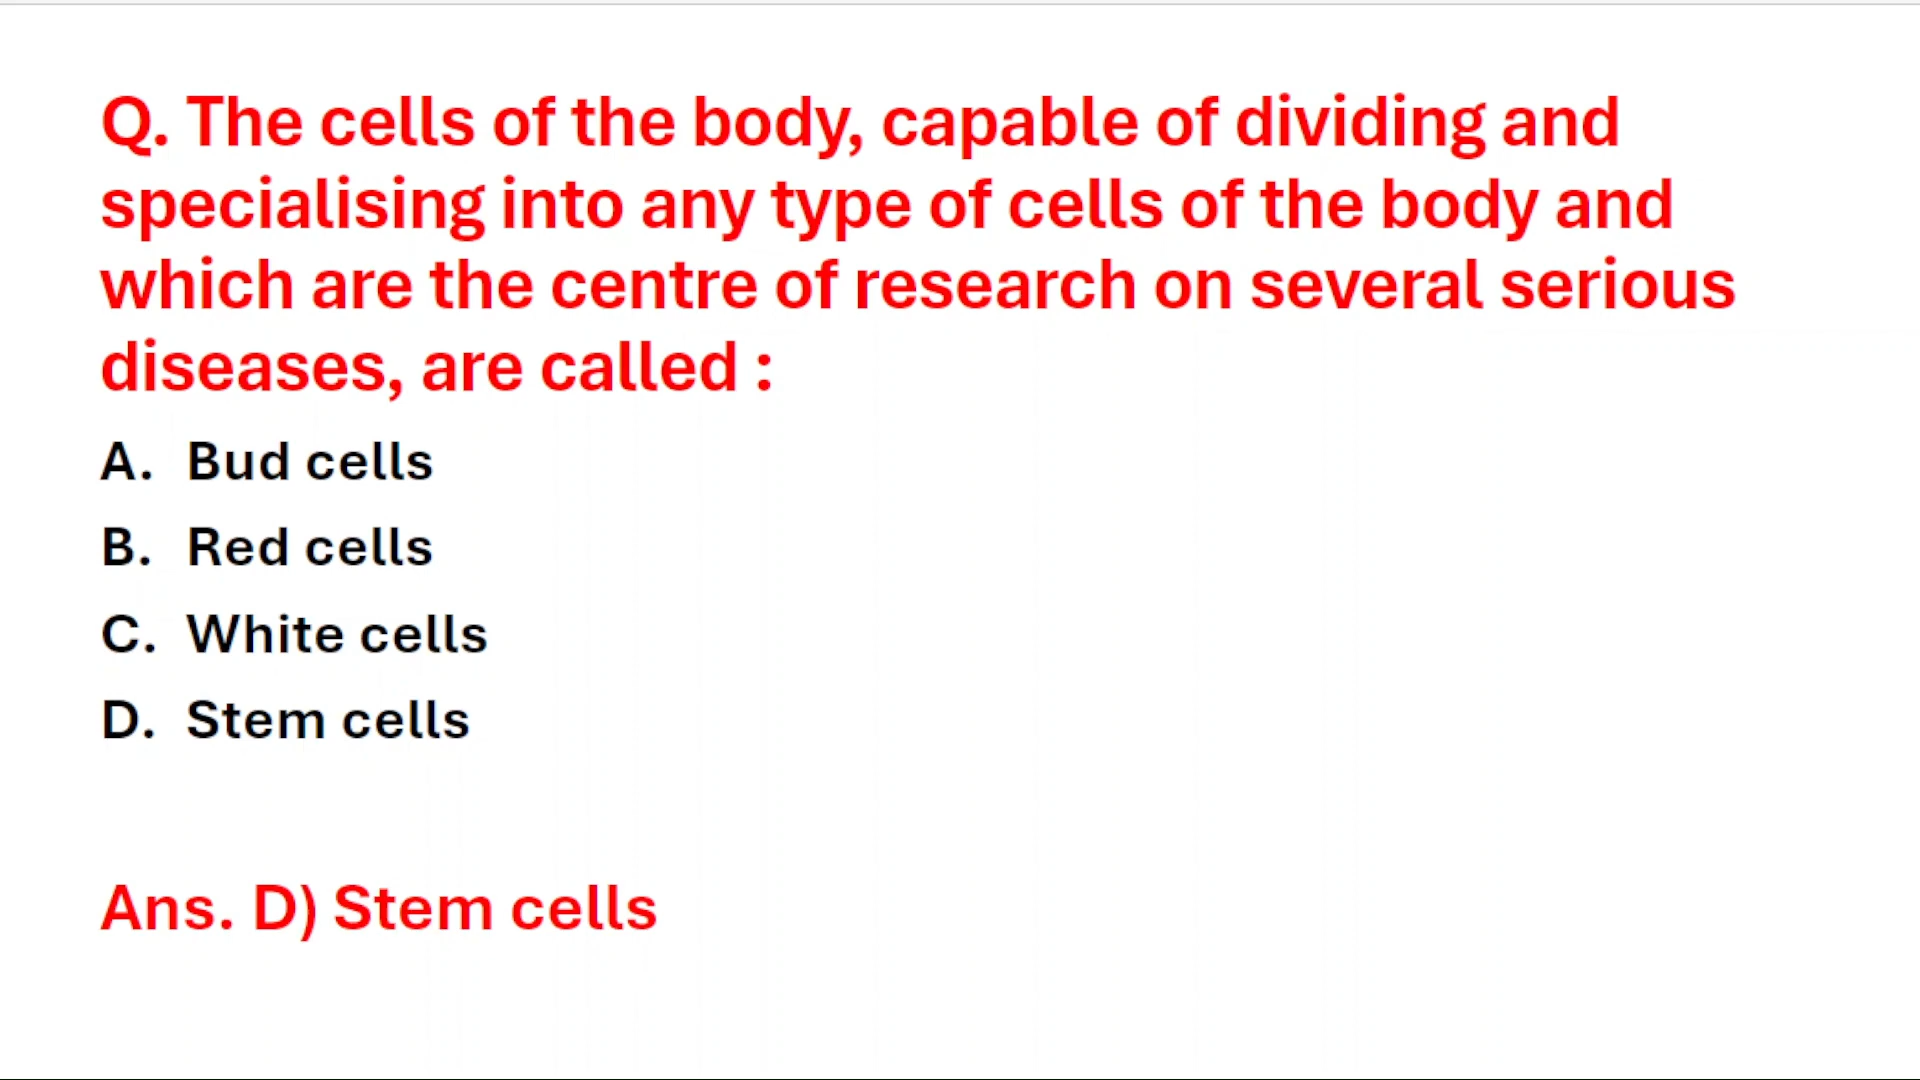 Q. The cells of the body, capable of dividing and
specialising into any type of cells of the body and
which are the centre of research on several serious
diseases, are called :
A. Bud cells
B. Red cells
C. White cells
D. Stem cells
Ans. D) Stem cells